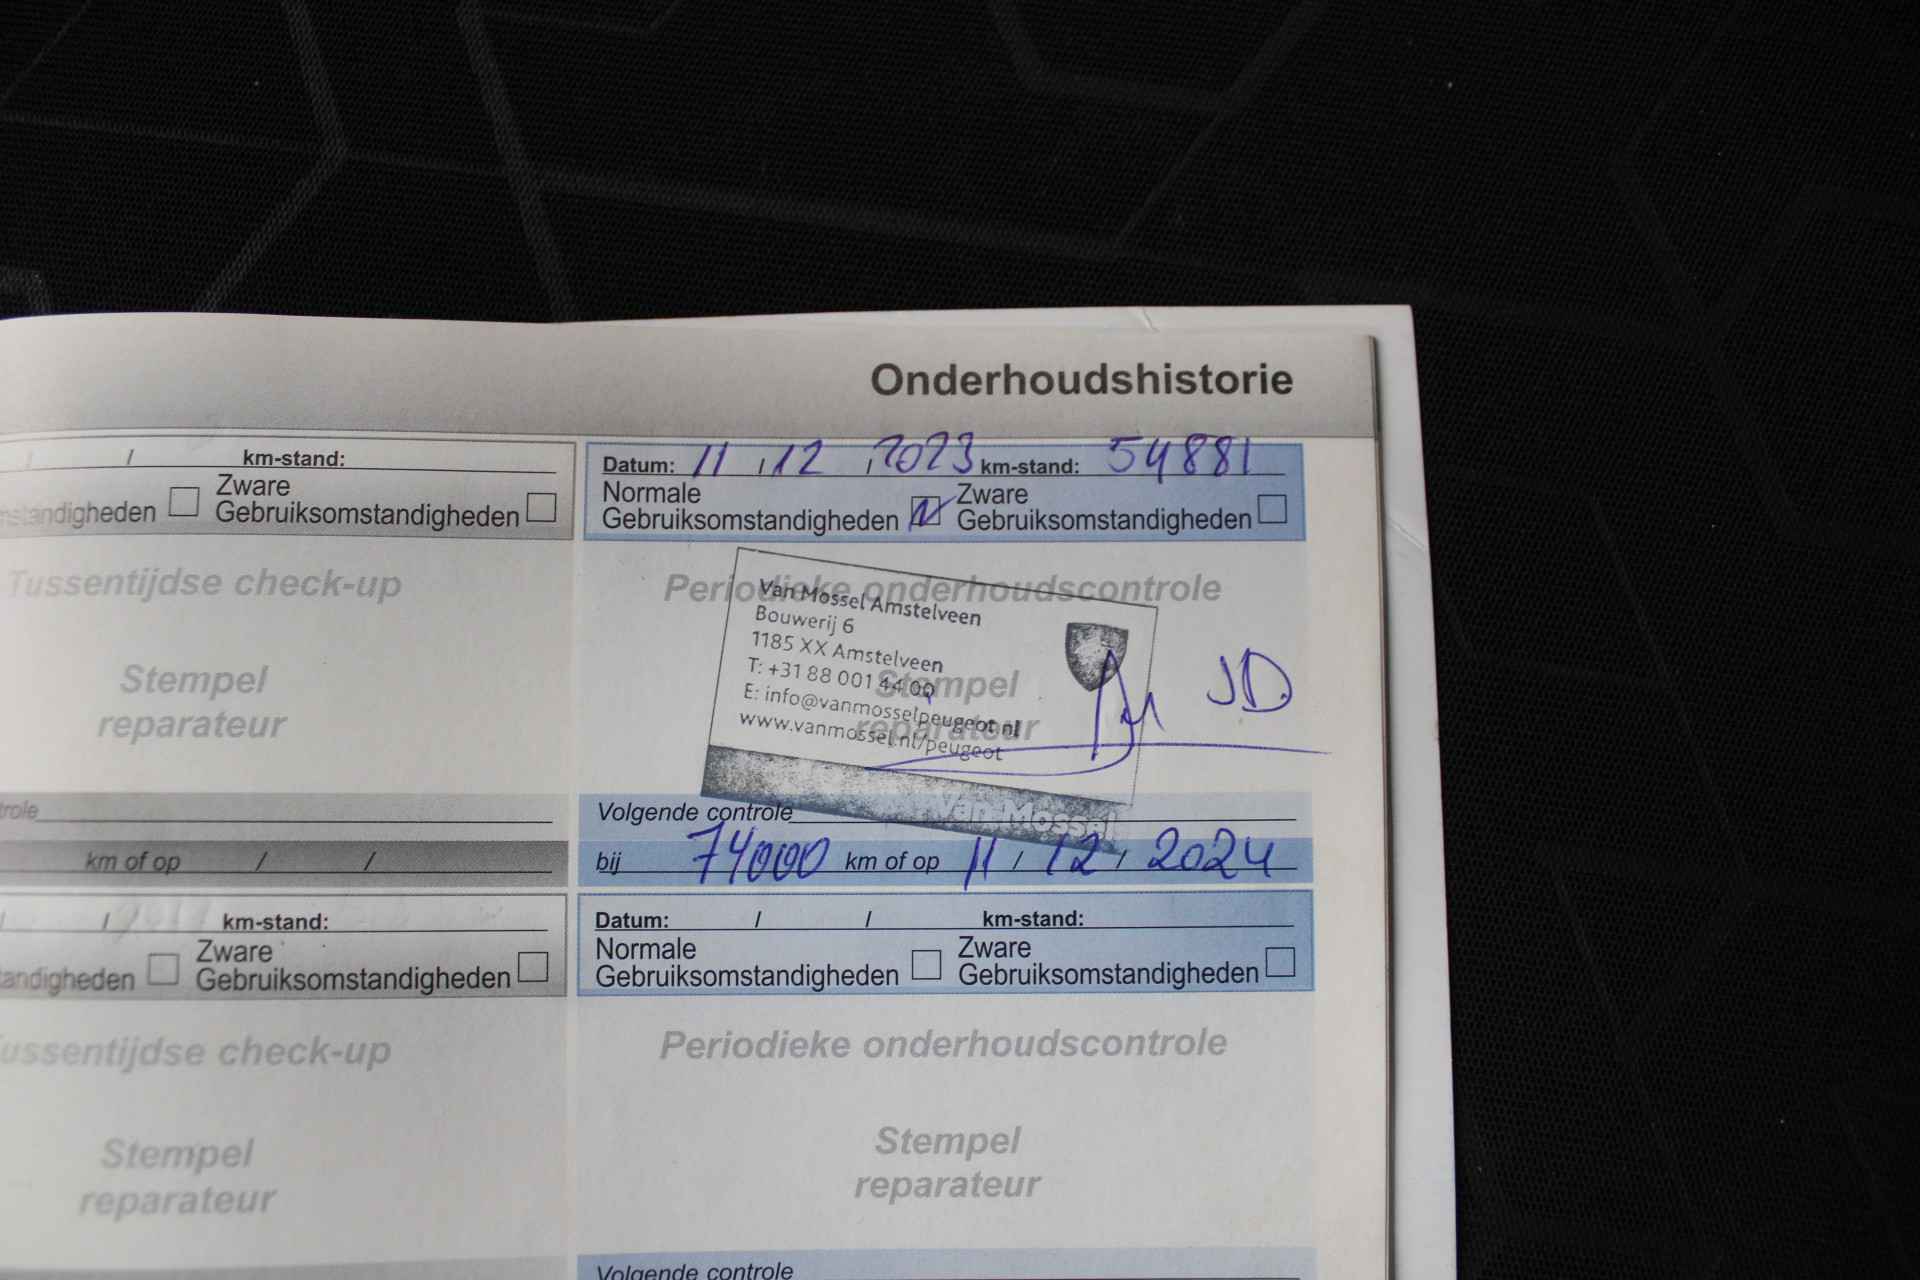 Onderhoudshistorie
/ / km-stand:
Zware
standigheden Gebruiksomstandigheden
Tussentijdse check-up
Stempel
reparateur
km of op / /
/ / km-stand:
Zware
Gebruiksomstandigheden
check-up
Stempel
reparateur
Datum: 11 / 12 / 2023 km-stand: 54881
Normale Zware
Gebruiksomstandigheden Gebruiksomstandigheden
Periodieke onderhoudscontrole
Stempel
reparateur
Van Mossel Amstelveen
Bouwerij 6
1185 XX Amstelveen
T: +31 88 001 44 00
E: info@vanmosselpeugeot.nl
www.vanmossel.nl/peugeot
Van Mossel
JD.
Volgende controle
bij 74000 km of op 11 / 12 / 2024
Datum: / / km-stand:
Normale Zware
Gebruiksomstandigheden Gebruiksomstandigheden
Periodieke onderhoudscontrole
Stempel
reparateur
Volgende controle